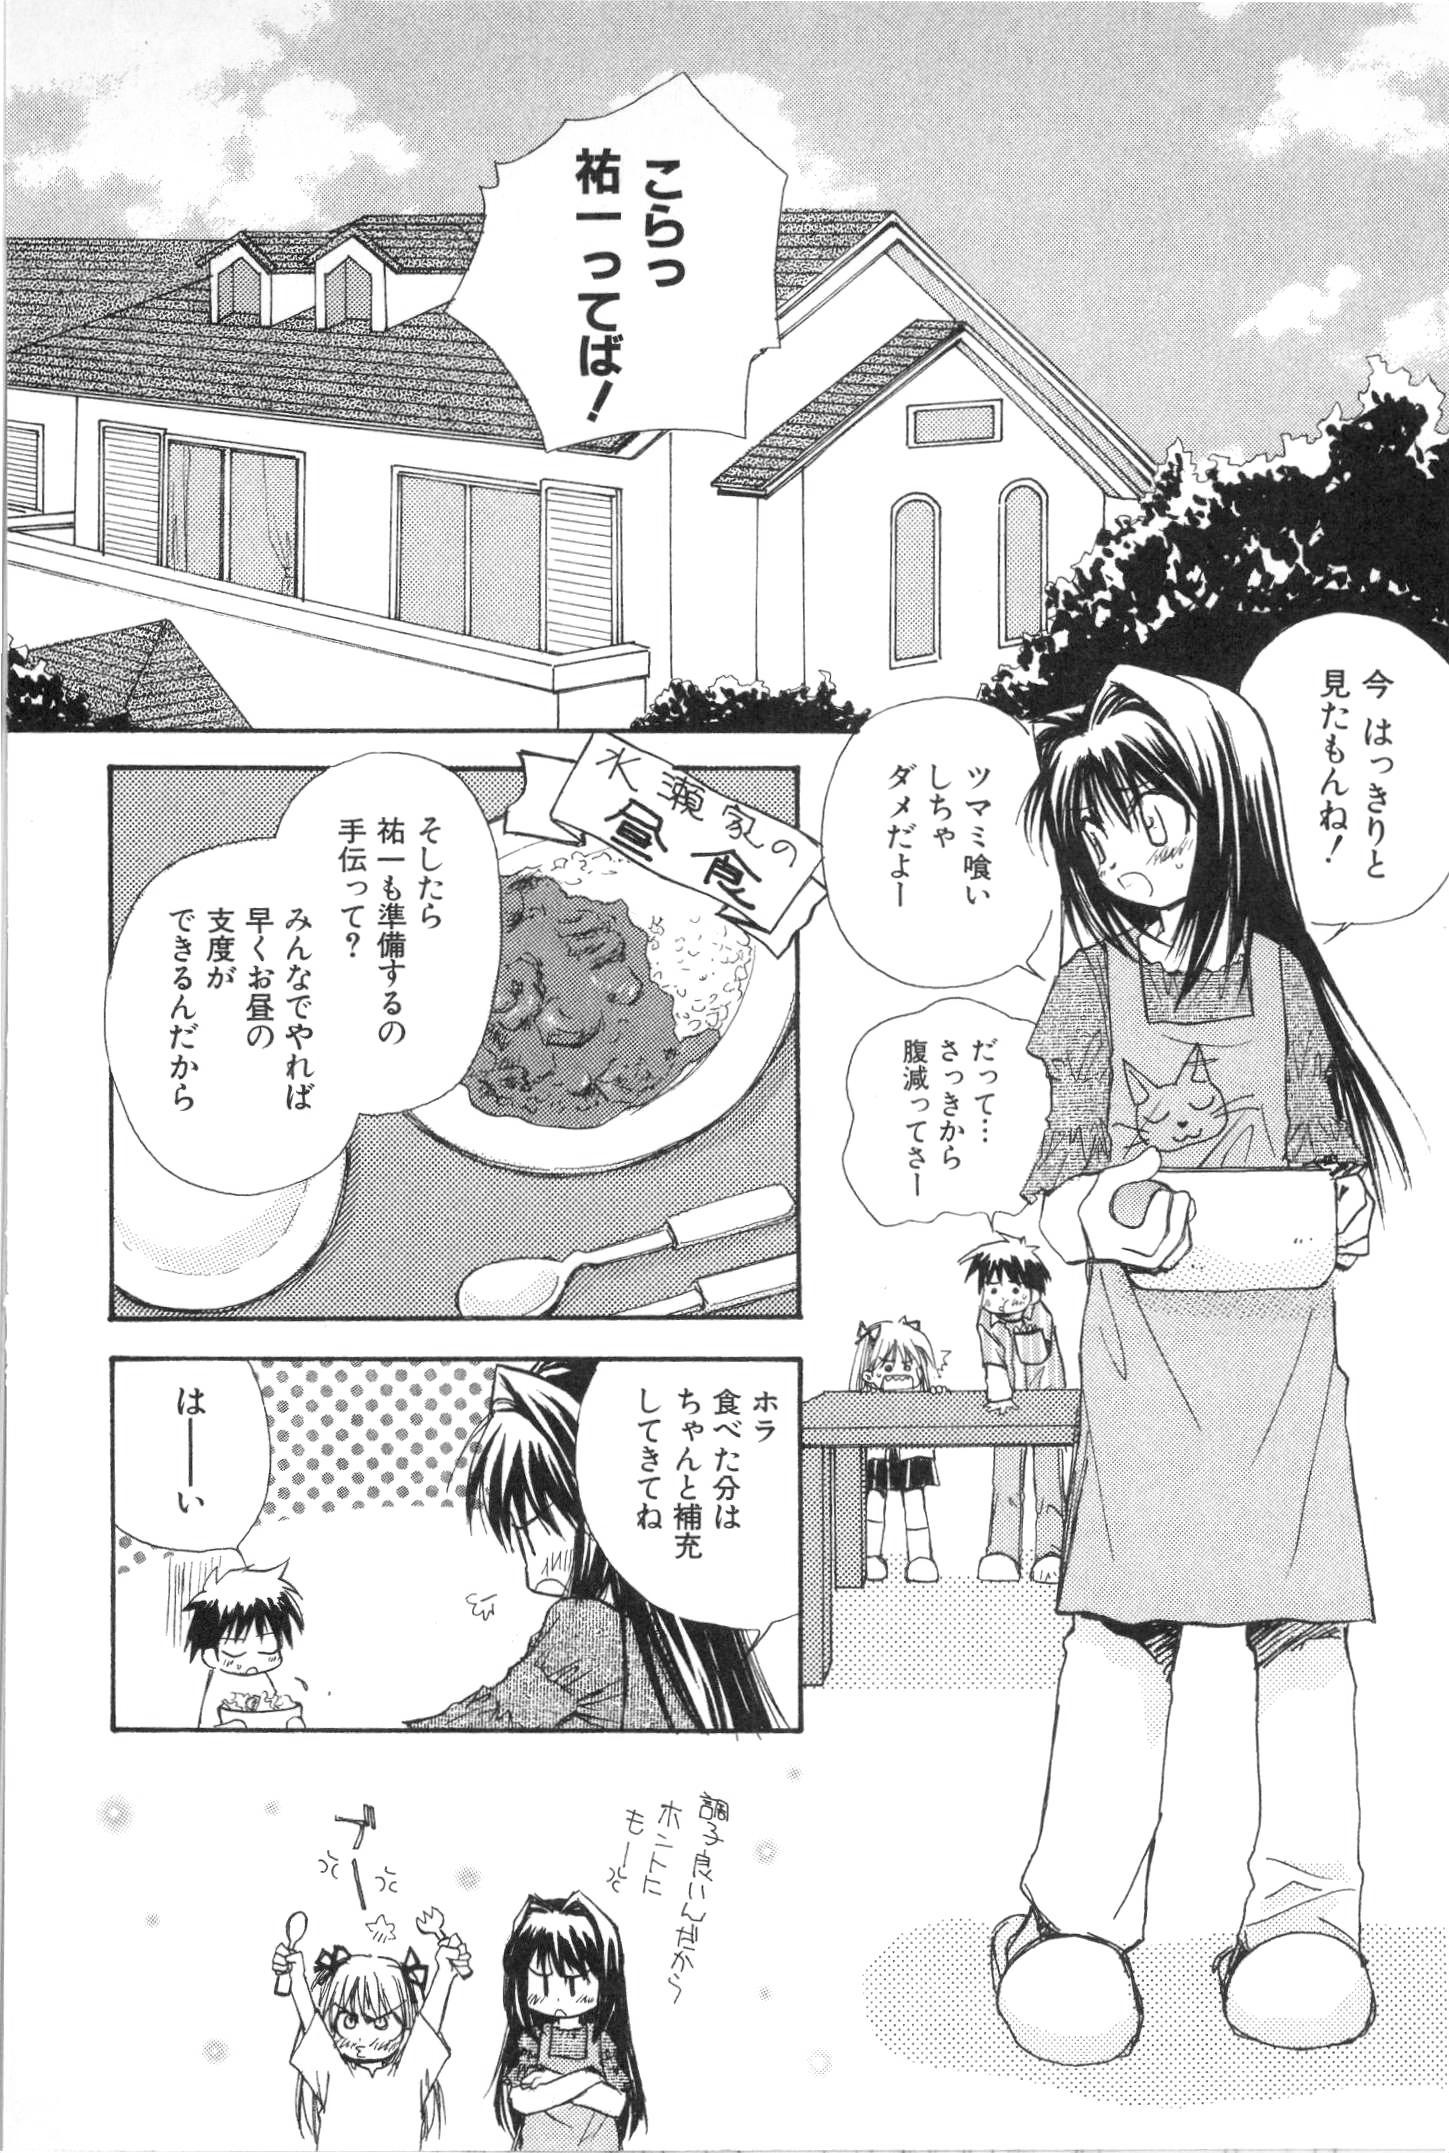 こらっ
祐一ってば!
今 はっきりと
見たもんね!
ツマミ喰い
しちゃ
ダメだよー
だって…
さっきから
腹減ってさー
水瀬家の
昼食
そしたら
祐一も準備するの
手伝って?
みんなでやれば
早くお昼の
支度が
できるんだから
ホラ
食べた分は
ちゃんと補充
してきてね
はーーい
調子良いんだから
ホントに
もーっ
ブー